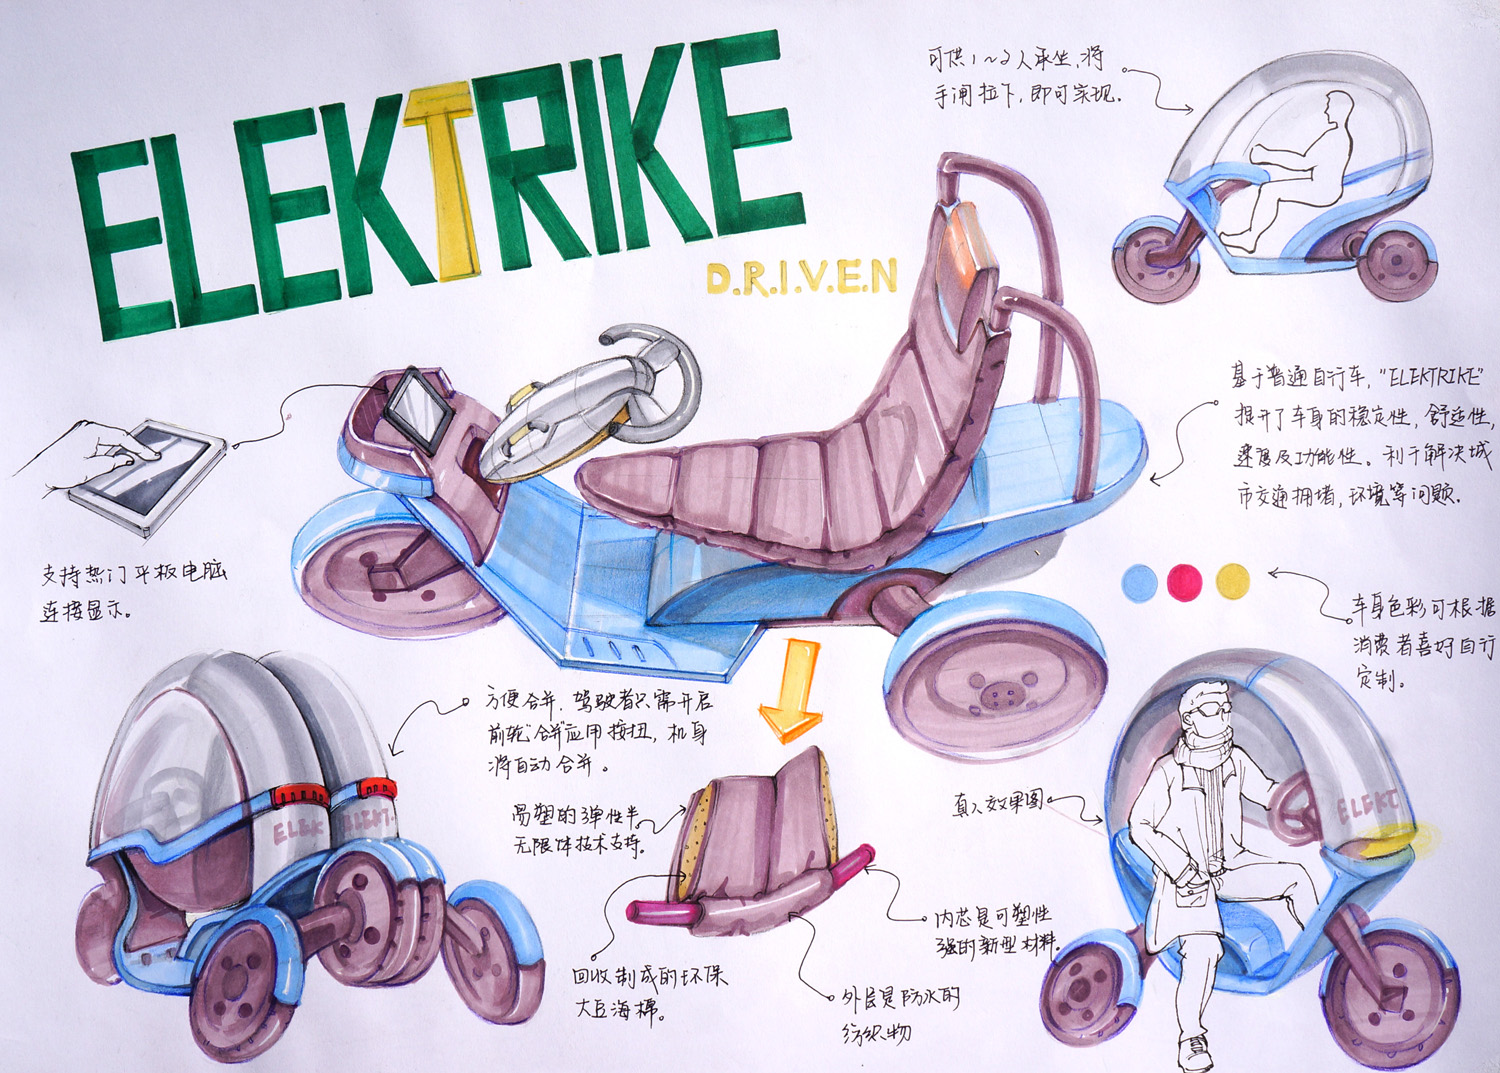 ELEKTRIKE
D.R.I.V.E.N
可供1~2人承坐,将
手闸拉下,即可实现.
基于普通自行车,"ELEKTRIKE"
提升了车身的稳定性,舒适性,
速度及功能性。利于解决城
市交通拥堵,环境等问题.
支持热门平板电脑
连接显示。
车身色彩可根据
消费者喜好自行
定制。
方便合并.驾驶者只需开启
前轮"合并"应用按扭,机身
将自动合并。
易塑的弹性半
无限体技术支持。
真人效果图
内芯是可塑性
强的新型材料.
回收制成的环保
大豆海棉。
外层是防水的
纺织物
ELEK
ELEKT.
ELEKT